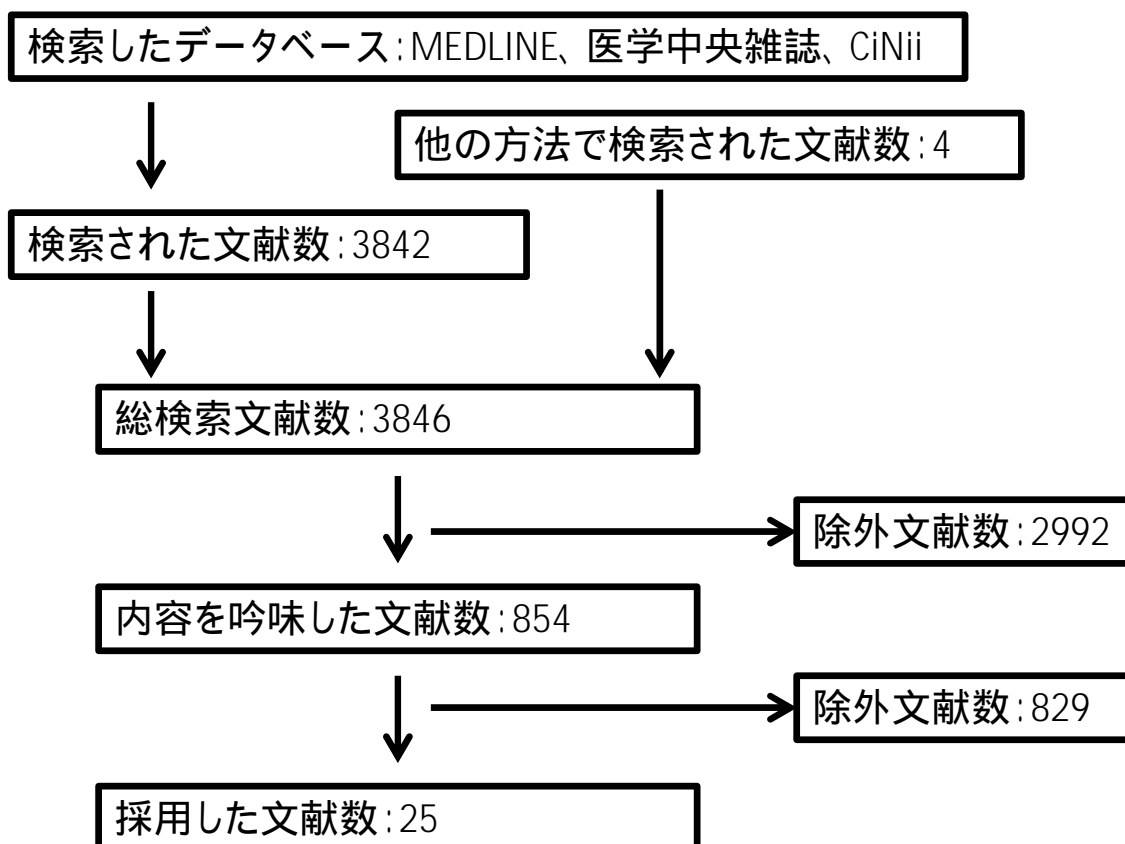 検索したデータベース:MEDLINE、医学中央雑誌、CiNii
他の方法で検索された文献数:4
検索された文献数:3842
総検索文献数:3846
除外文献数:2992
内容を吟味した文献数:854
除外文献数:829
採用した文献数:25